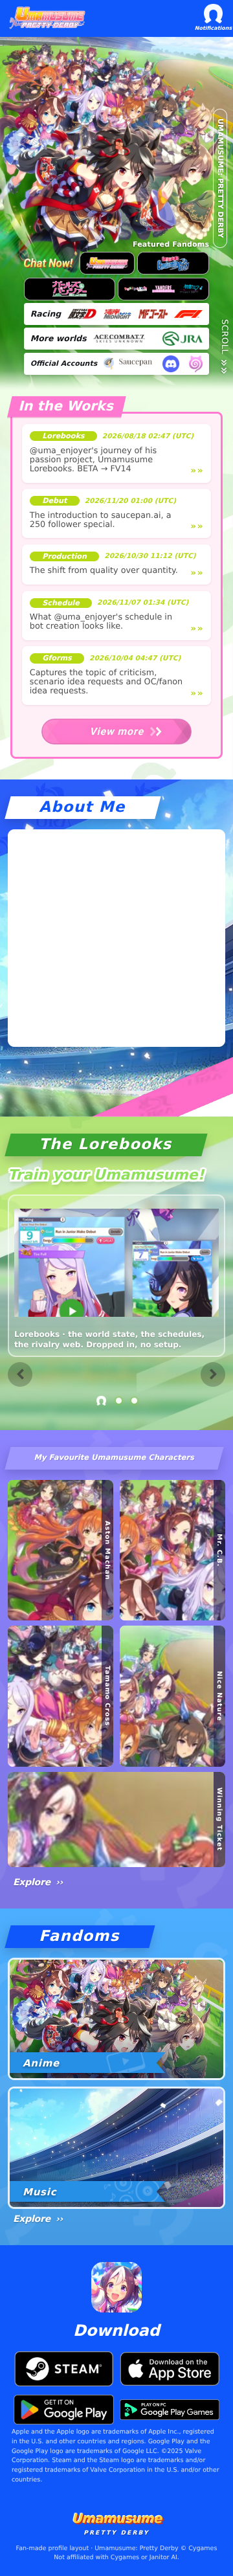 Umamusume
PRETTY DERBY
Notifications
UMAMUSUME: PRETTY DERBY
Featured Fandoms
Chat Now!
Racing
More worlds
ACE COMBAT 7
SKIES UNKNOWN
JRA
Official Accounts
Saucepan
SCROLL
In the Works
Lorebooks
2026/08/18 02:47 (UTC)
@uma_enjoyer's journey of his
passion project, Umamusume
Lorebooks. BETA → FV14
Debut
2026/11/20 01:00 (UTC)
The introduction to saucepan.ai, a
250 follower special.
Production
2026/10/30 11:12 (UTC)
The shift from quality over quantity.
Schedule
2026/11/07 01:34 (UTC)
What @uma_enjoyer's schedule in
bot creation looks like.
Gforms
2026/10/04 04:47 (UTC)
Captures the topic of criticism,
scenario idea requests and OC/fanon
idea requests.
View more
About Me
The Lorebooks
Train your Umamusume!
Lorebooks · the world state, the schedules,
the rivalry web. Dropped in, no setup.
My Favourite Umamusume Characters
Aston Machan
Mr. C.B.
Tamamo Cross
Nice Nature
Winning Ticket
Explore ››
Fandoms
Anime
Music
Explore ››
Download
STEAM
Download on the
App Store
GET IT ON
Google Play
PLAY ON PC
Google Play Games
Apple and the Apple logo are trademarks of Apple Inc., registered
in the U.S. and other countries and regions. Google Play and the
Google Play logo are trademarks of Google LLC. ©2025 Valve
Corporation. Steam and the Steam logo are trademarks and/or
registered trademarks of Valve Corporation in the U.S. and/or other
countries.
Umamusume
PRETTY DERBY
Fan-made profile layout · Umamusume: Pretty Derby © Cygames
Not affiliated with Cygames or Janitor AI.